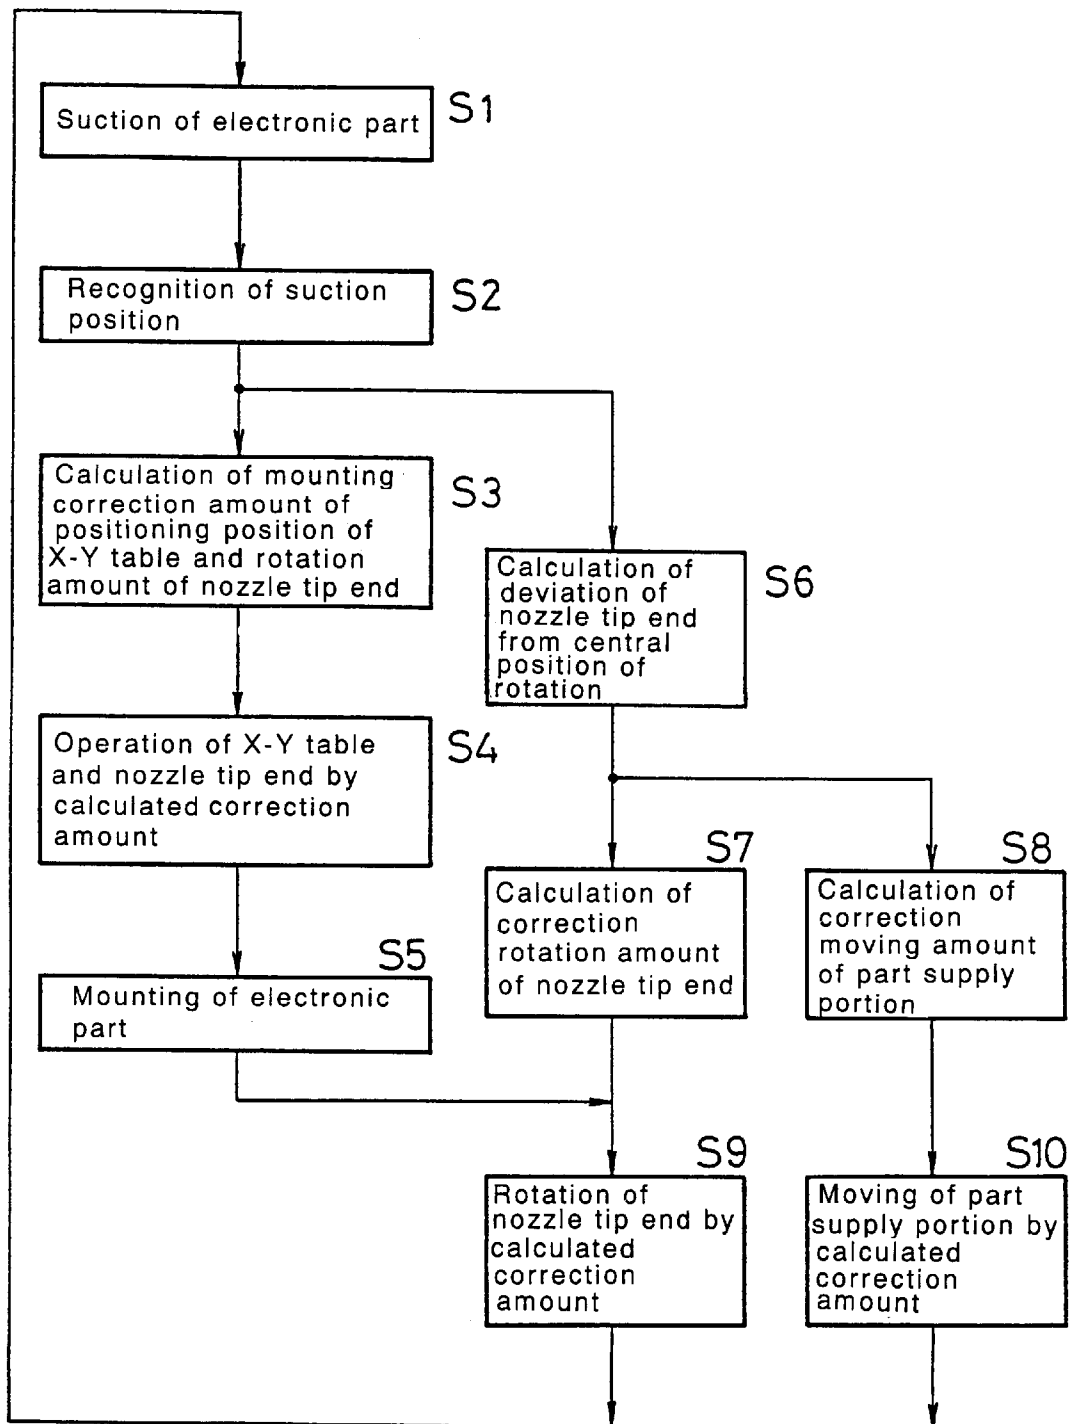 Suction of electronic part
S1
Recognition of suction
position
S2
Calculation of mounting
correction amount of
positioning position of
X-Y table and rotation
amount of nozzle tip end
S3
Operation of X-Y table
and nozzle tip end by
calculated correction
amount
S4
S5
Mounting of electronic
part
Calculation of
deviation of
nozzle tip end
from central
position of
rotation
S6
S7
Calculation of
correction
rotation amount
of nozzle tip end
S8
Calculation of
correction
moving amount
of part supply
portion
S9
Rotation of
nozzle tip end by
calculated
correction
amount
S10
Moving of part
supply portion by
calculated
correction
amount